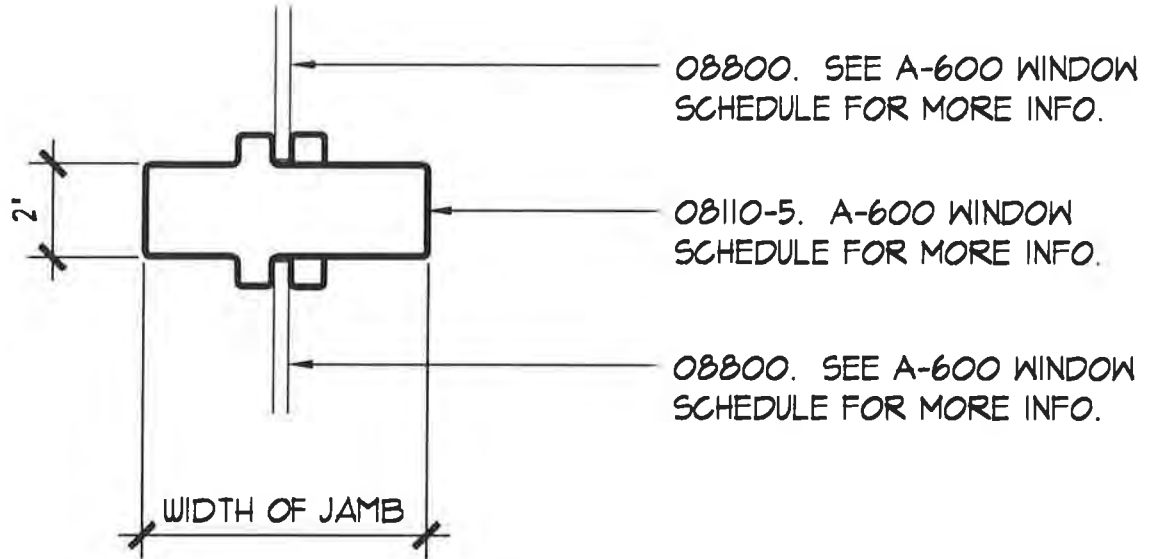 08800. SEE A-600 WINDOW
SCHEDULE FOR MORE INFO.
2"
08110-5. A-600 WINDOW
SCHEDULE FOR MORE INFO.
08800. SEE A-600 WINDOW
SCHEDULE FOR MORE INFO.
WIDTH OF JAMB